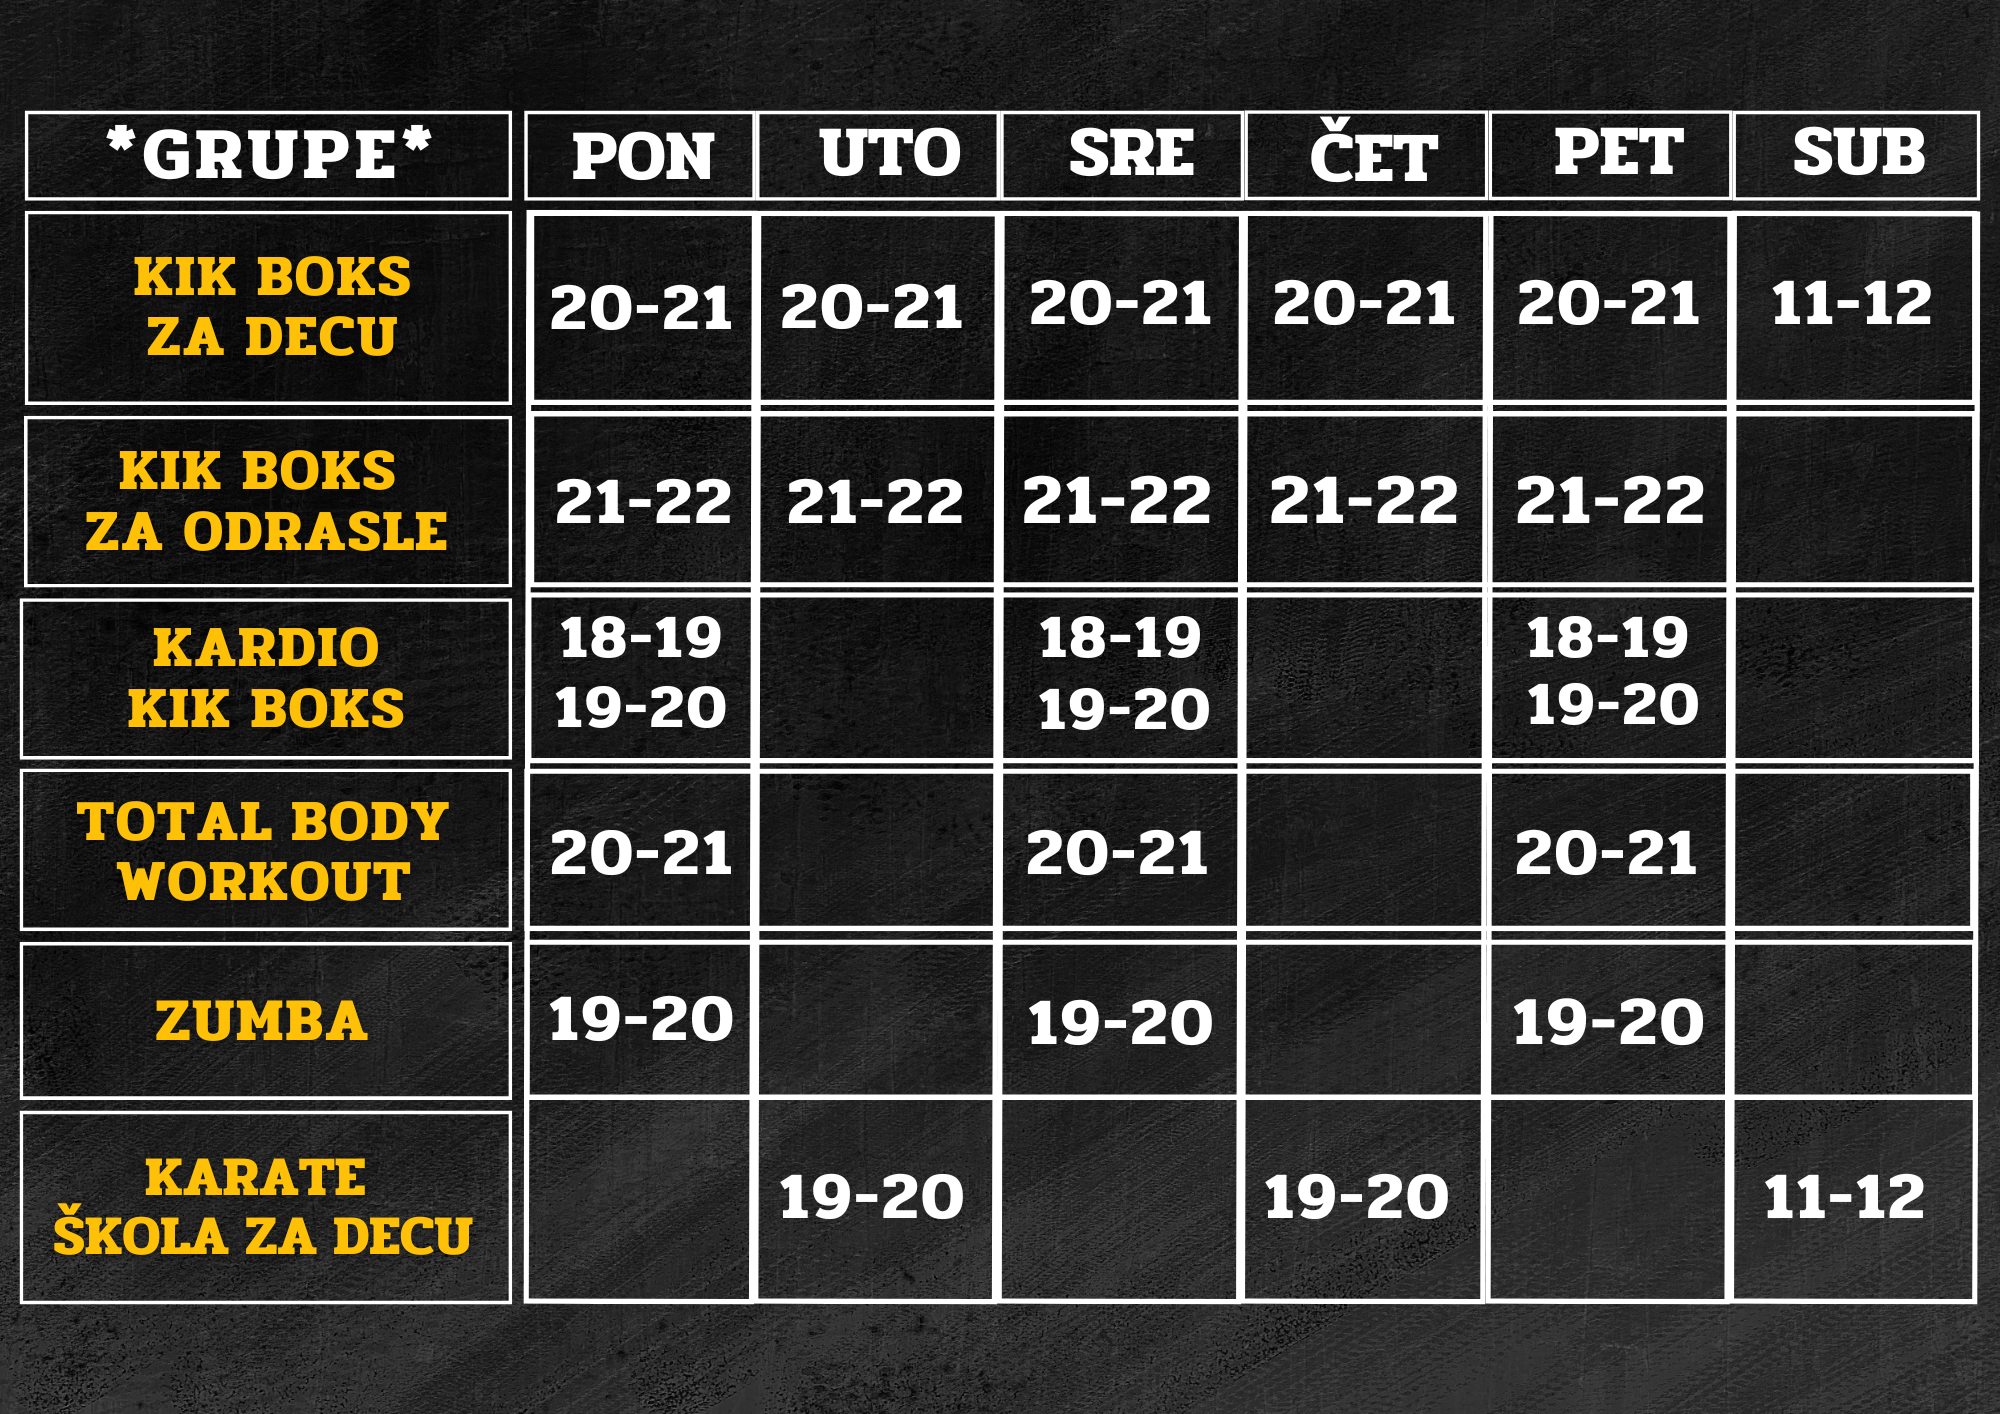 *GRUPE* PON UTO SRE ČET PET SUB
KIK BOKS
ZA DECU
20-21 20-21 20-21 20-21 20-21 11-12
KIK BOKS
ZA ODRASLE
21-22 21-22 21-22 21-22 21-22
KARDIO
KIK BOKS
18-19 18-19 18-19
19-20 19-20 19-20
TOTAL BODY
WORKOUT
20-21 20-21 20-21
ZUMBA 19-20 19-20 19-20
KARATE
ŠKOLA ZA DECU
19-20 19-20 11-12